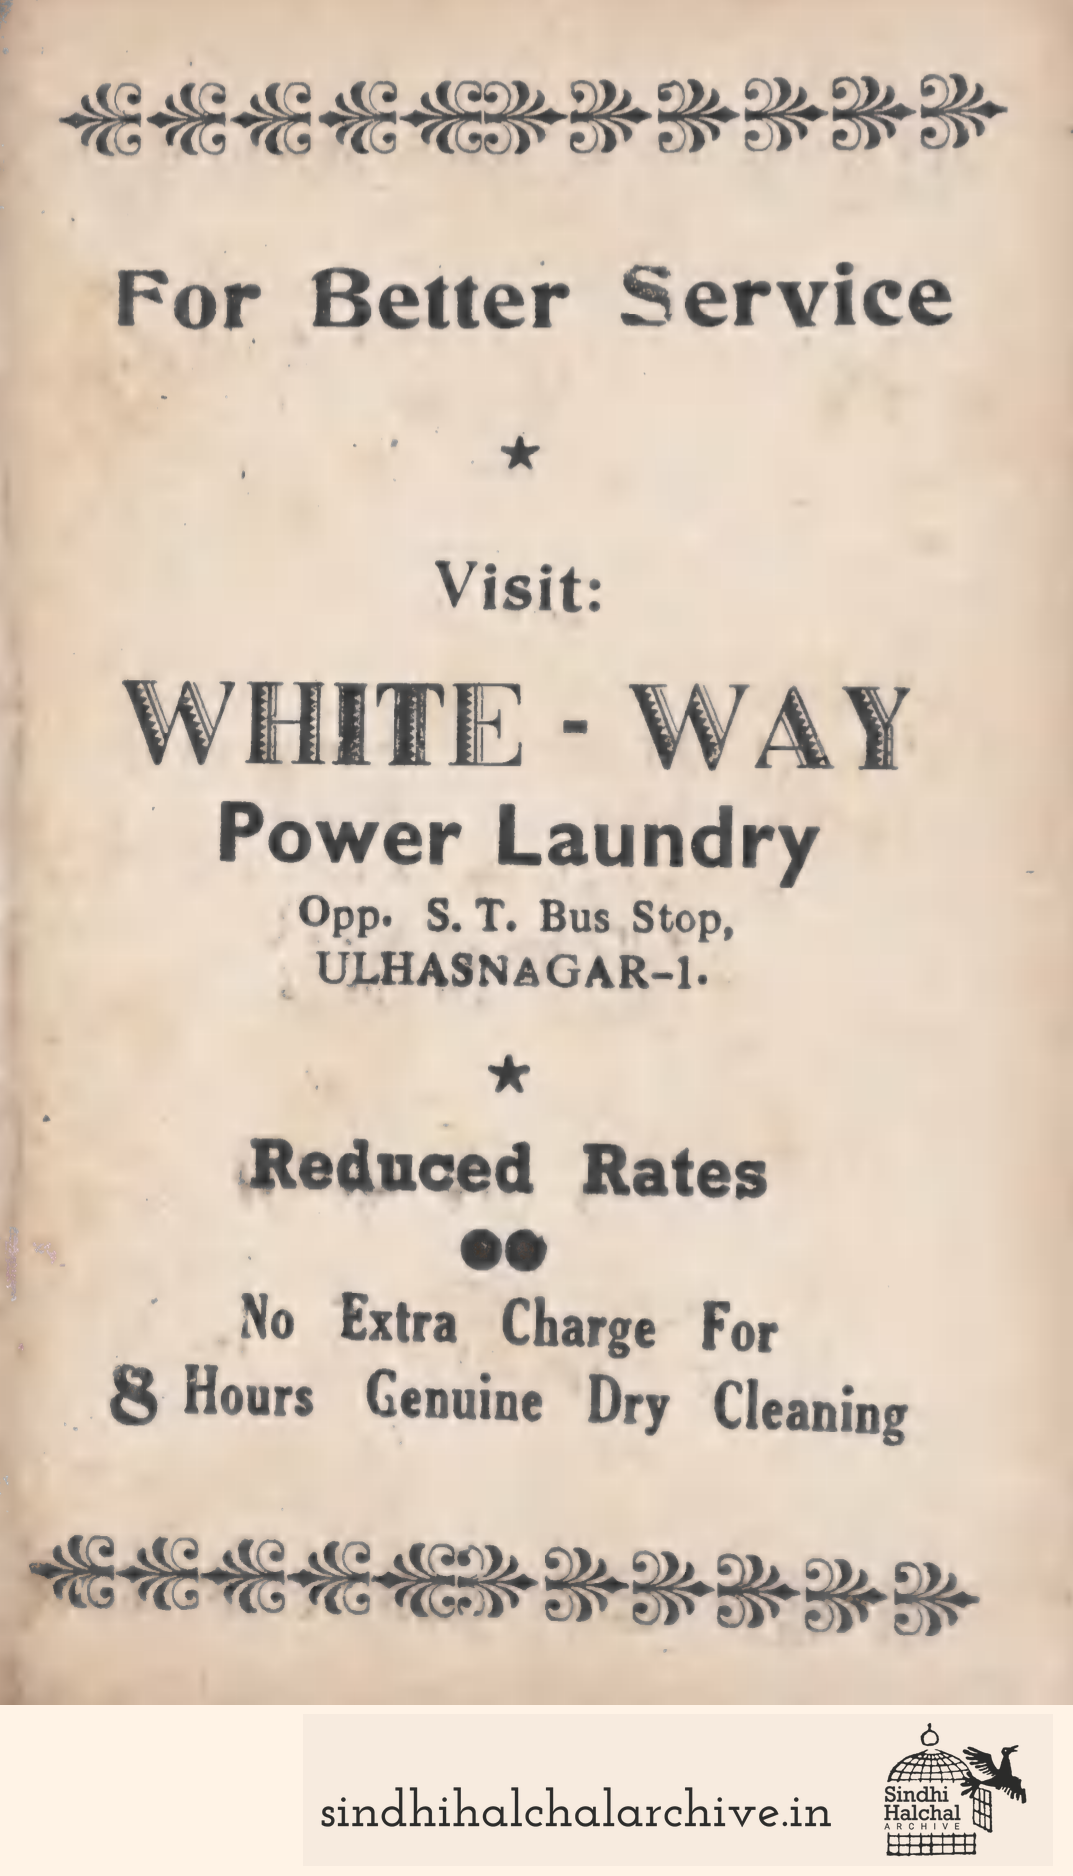 For Better Service
Visit:
WHITE - WAY
Power Laundry
Opp. S. T. Bus Stop,
ULHASNAGAR-1.
Reduced Rates
No Extra Charge For
8 Hours Genuine Dry Cleaning
sindhihalchalarchive.in
Sindhi
Halchal
ARCHIVE